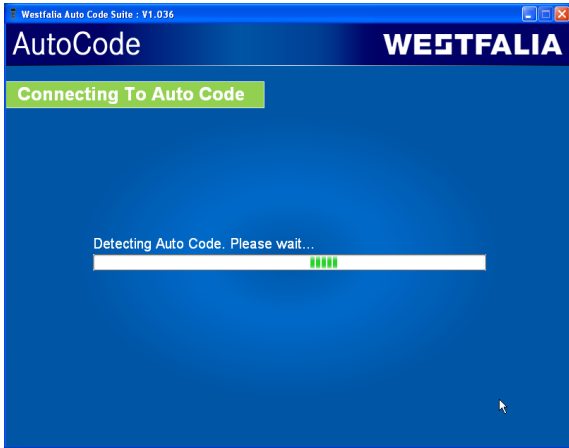 Westfalia Auto Code Suite : V1.036
AutoCode
WESTFALIA
Connecting To Auto Code
Detecting Auto Code. Please wait...